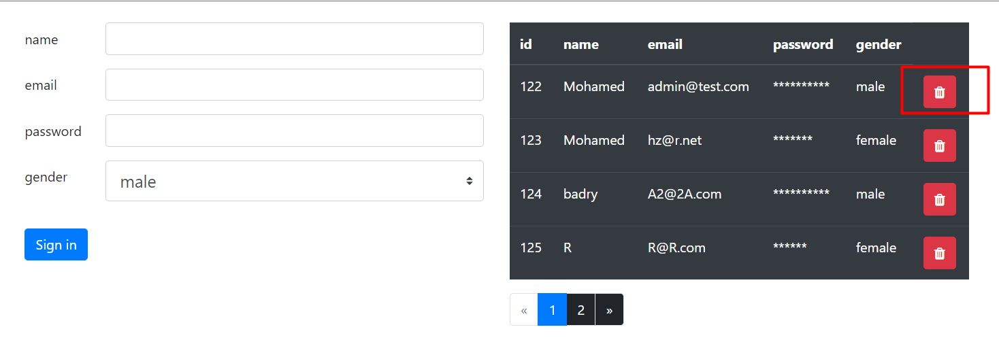 name
email
password
gender
male
Sign in
id name email password gender
122 Mohamed admin@test.com ********** male
123 Mohamed hz@r.net ******* female
124 badry A2@2A.com ********** male
125 R R@R.com ****** female
« 1 2 »